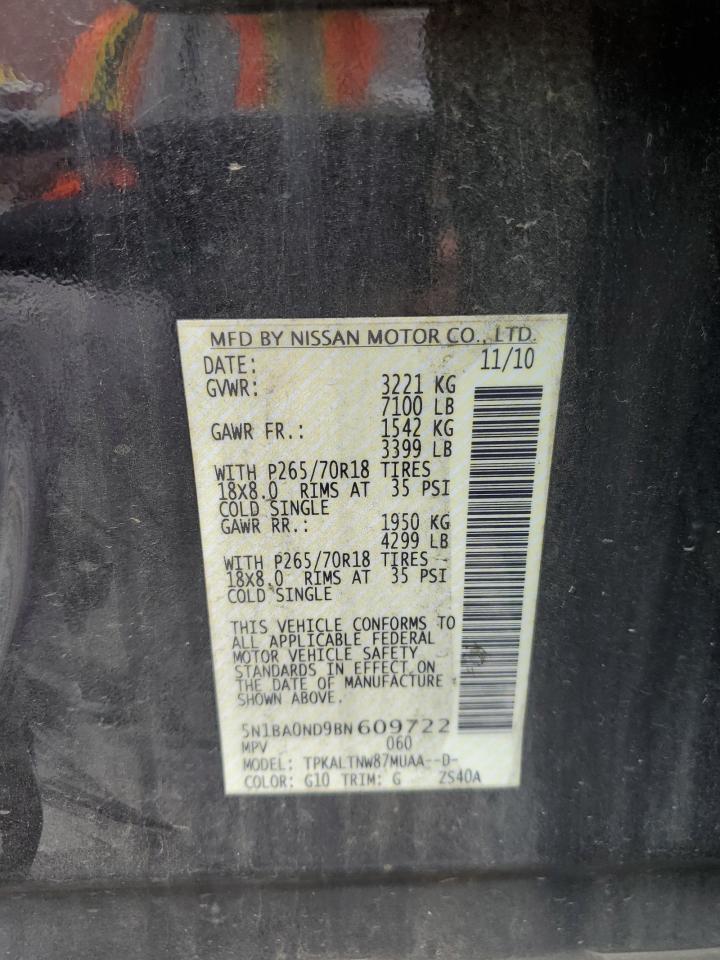 MFD BY NISSAN MOTOR CO., LTD.
DATE: 11/10
GVWR: 3221 KG
7100 LB
GAWR FR.: 1542 KG
3399 LB
WITH P265/70R18 TIRES
18X8.0 RIMS AT 35 PSI
COLD SINGLE
GAWR RR.: 1950 KG
4299 LB
WITH P265/70R18 TIRES
18X8.0 RIMS AT 35 PSI
COLD SINGLE
THIS VEHICLE CONFORMS TO
ALL APPLICABLE FEDERAL
MOTOR VEHICLE SAFETY
STANDARDS IN EFFECT ON
THE DATE OF MANUFACTURE
SHOWN ABOVE.
5N1BA0ND9BN 609722
MPV 060
MODEL: TPKALTNW87MUAA--D-
COLOR: G10 TRIM: G ZS40A